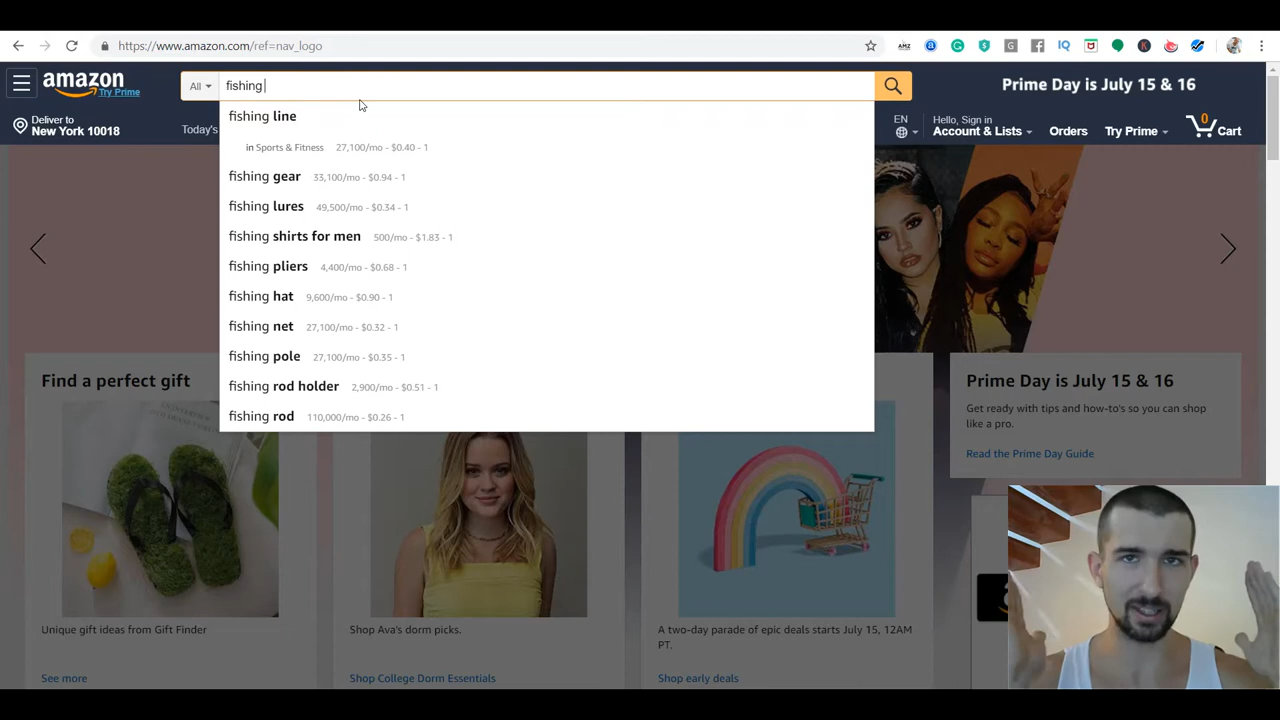 https://www.amazon.com/ref=nav_logo
AMZ
IQ
K
amazon
Try Prime
All
fishing
Prime Day is July 15 & 16
Deliver to
New York 10018
Today's
EN
Hello, Sign in
Account & Lists
Orders
Try Prime
0
Cart
fishing line
in Sports & Fitness 27,100/mo - $0.40 - 1
fishing gear 33,100/mo - $0.94 - 1
fishing lures 49,500/mo - $0.34 - 1
fishing shirts for men 500/mo - $1.83 - 1
fishing pliers 4,400/mo - $0.68 - 1
fishing hat 9,600/mo - $0.90 - 1
fishing net 27,100/mo - $0.32 - 1
fishing pole 27,100/mo - $0.35 - 1
fishing rod holder 2,900/mo - $0.51 - 1
fishing rod 110,000/mo - $0.26 - 1
Find a perfect gift
Unique gift ideas from Gift Finder
See more
Shop Ava's dorm picks.
Shop College Dorm Essentials
A two-day parade of epic deals starts July 15, 12AM
PT.
Shop early deals
Prime Day is July 15 & 16
Get ready with tips and how-to's so you can shop
like a pro.
Read the Prime Day Guide